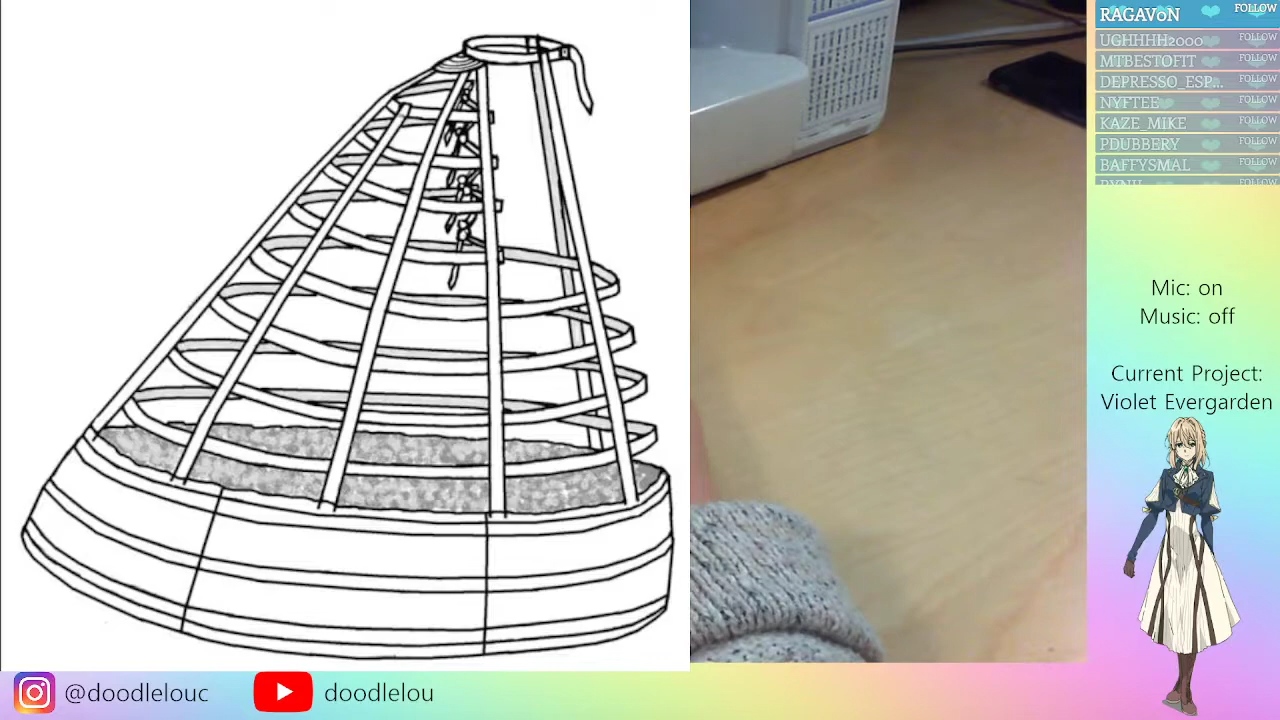 RAGAVoN FOLLOW
UGHHHH2000 FOLLOW
MTBESTOFIT FOLLOW
DEPRESSO_ESP... FOLLOW
NYFTEE FOLLOW
KAZE_MIKE FOLLOW
PDUBBERY FOLLOW
BAFFYSMAL FOLLOW
FOLLOW
Mic: on
Music: off
Current Project:
Violet Evergarden
@doodlelouc
doodlelou